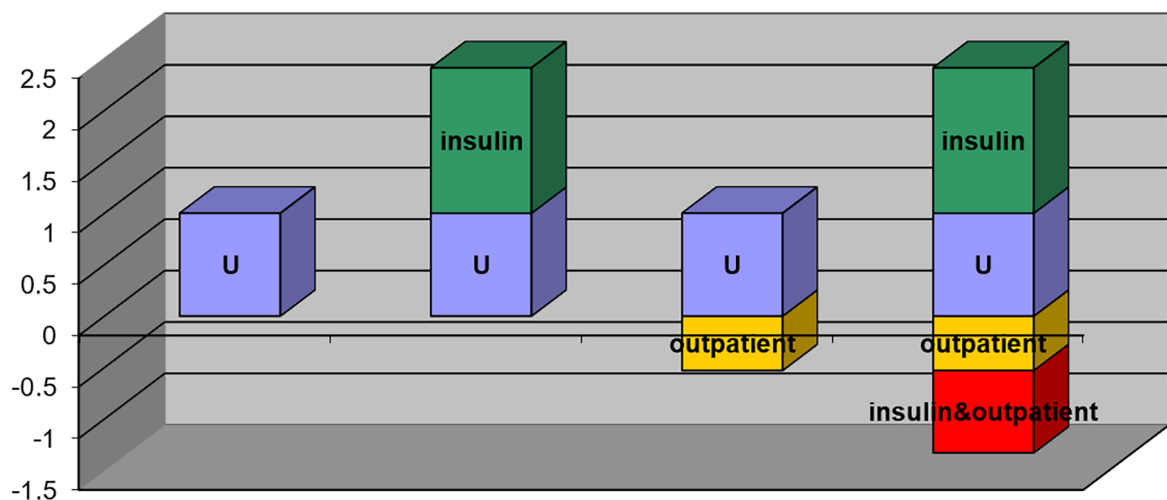 2.5
2
1.5
1
0.5
0
-0.5
-1
-1.5
insulin
insulin
U
U
U
U
outpatient
outpatient
insulin&outpatient